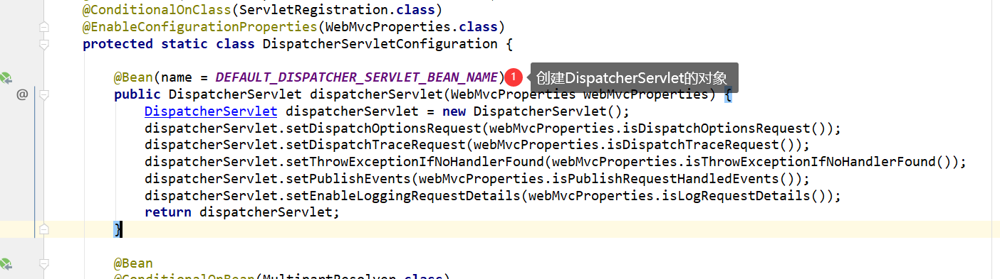 @ConditionalOnClass(ServletRegistration.class)
@EnableConfigurationProperties(WebMvcProperties.class)
protected static class DispatcherServletConfiguration {
@Bean(name = DEFAULT_DISPATCHER_SERVLET_BEAN_NAME) 1 创建DispatcherServlet的对象
@ public DispatcherServlet dispatcherServlet(WebMvcProperties webMvcProperties) {
DispatcherServlet dispatcherServlet = new DispatcherServlet();
dispatcherServlet.setDispatchOptionsRequest(webMvcProperties.isDispatchOptionsRequest());
dispatcherServlet.setDispatchTraceRequest(webMvcProperties.isDispatchTraceRequest());
dispatcherServlet.setThrowExceptionIfNoHandlerFound(webMvcProperties.isThrowExceptionIfNoHandlerFound());
dispatcherServlet.setPublishEvents(webMvcProperties.isPublishRequestHandledEvents());
dispatcherServlet.setEnableLoggingRequestDetails(webMvcProperties.isLogRequestDetails());
return dispatcherServlet;
}
@Bean
@ConditionalOnBean(MultipartResolver.class)